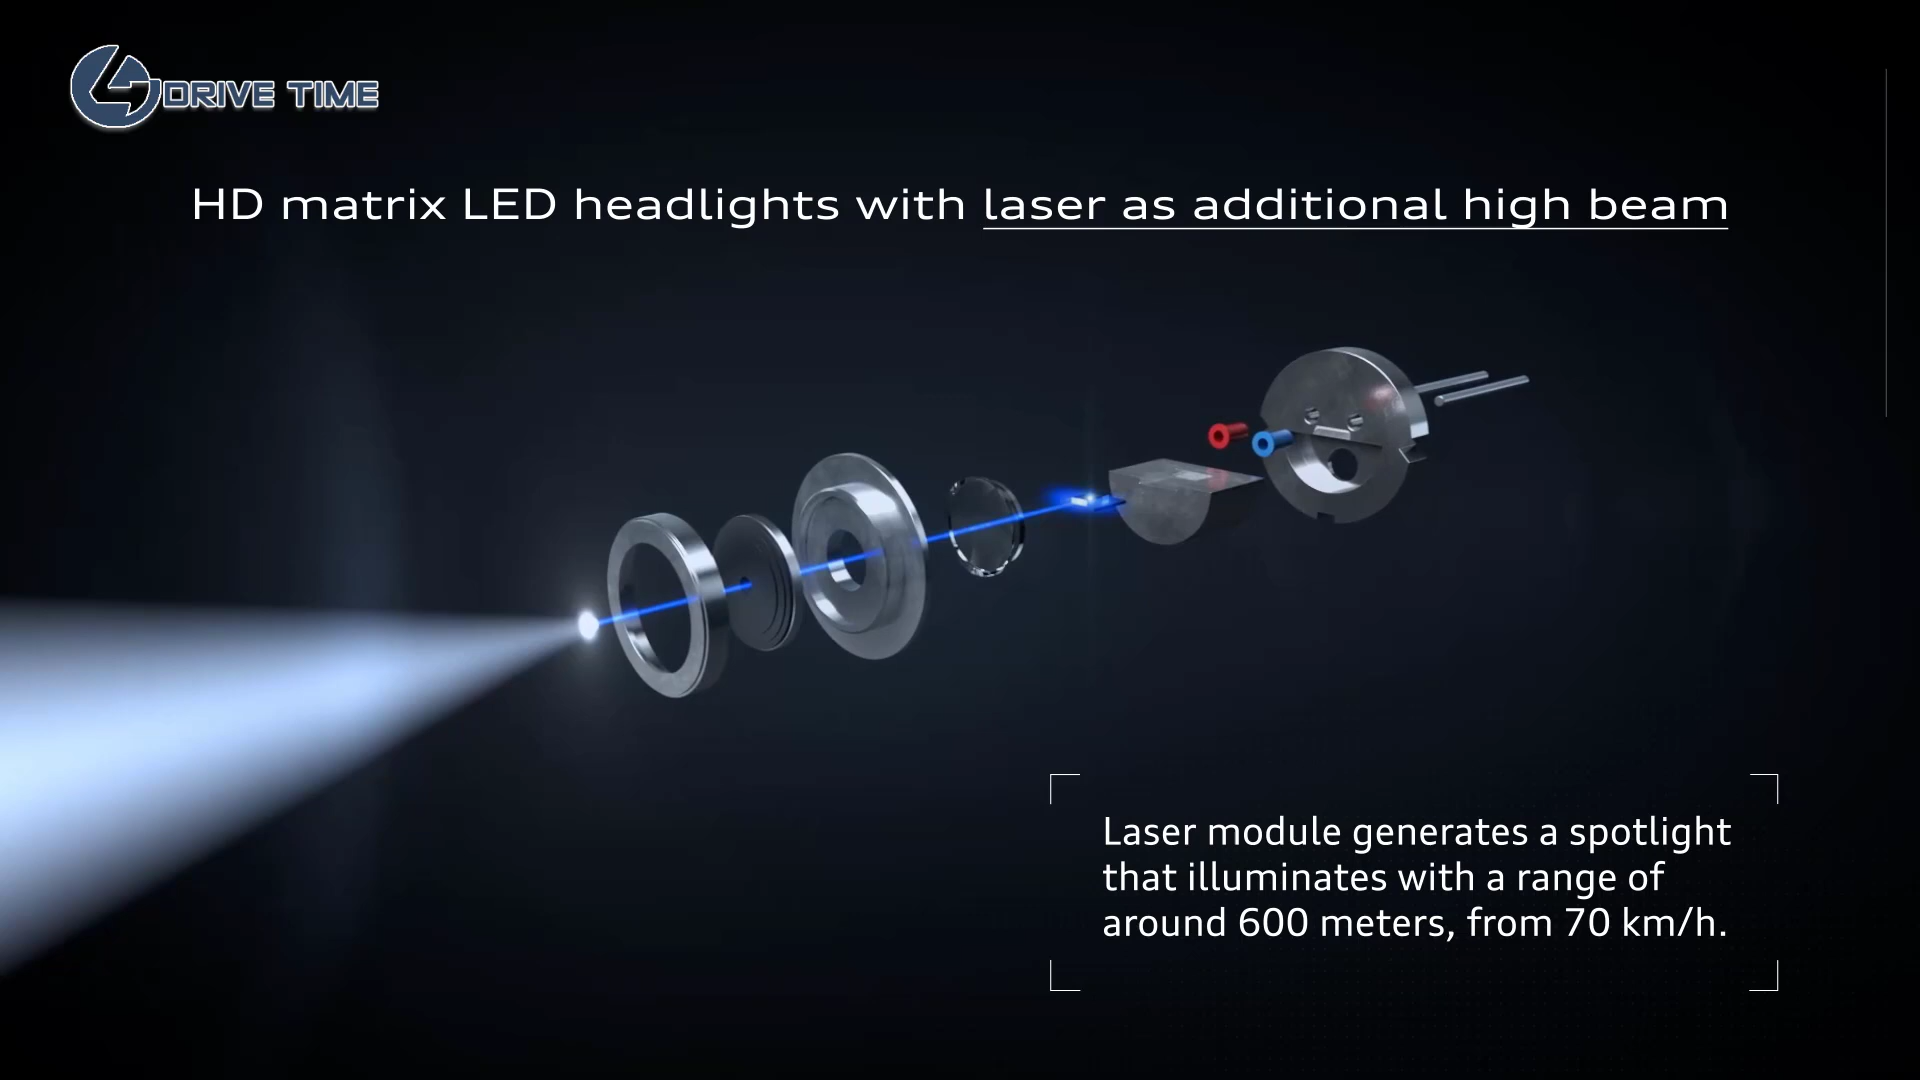 DRIVE TIME
HD matrix LED headlights with laser as additional high beam
Laser module generates a spotlight
that illuminates with a range of
around 600 meters, from 70 km/h.